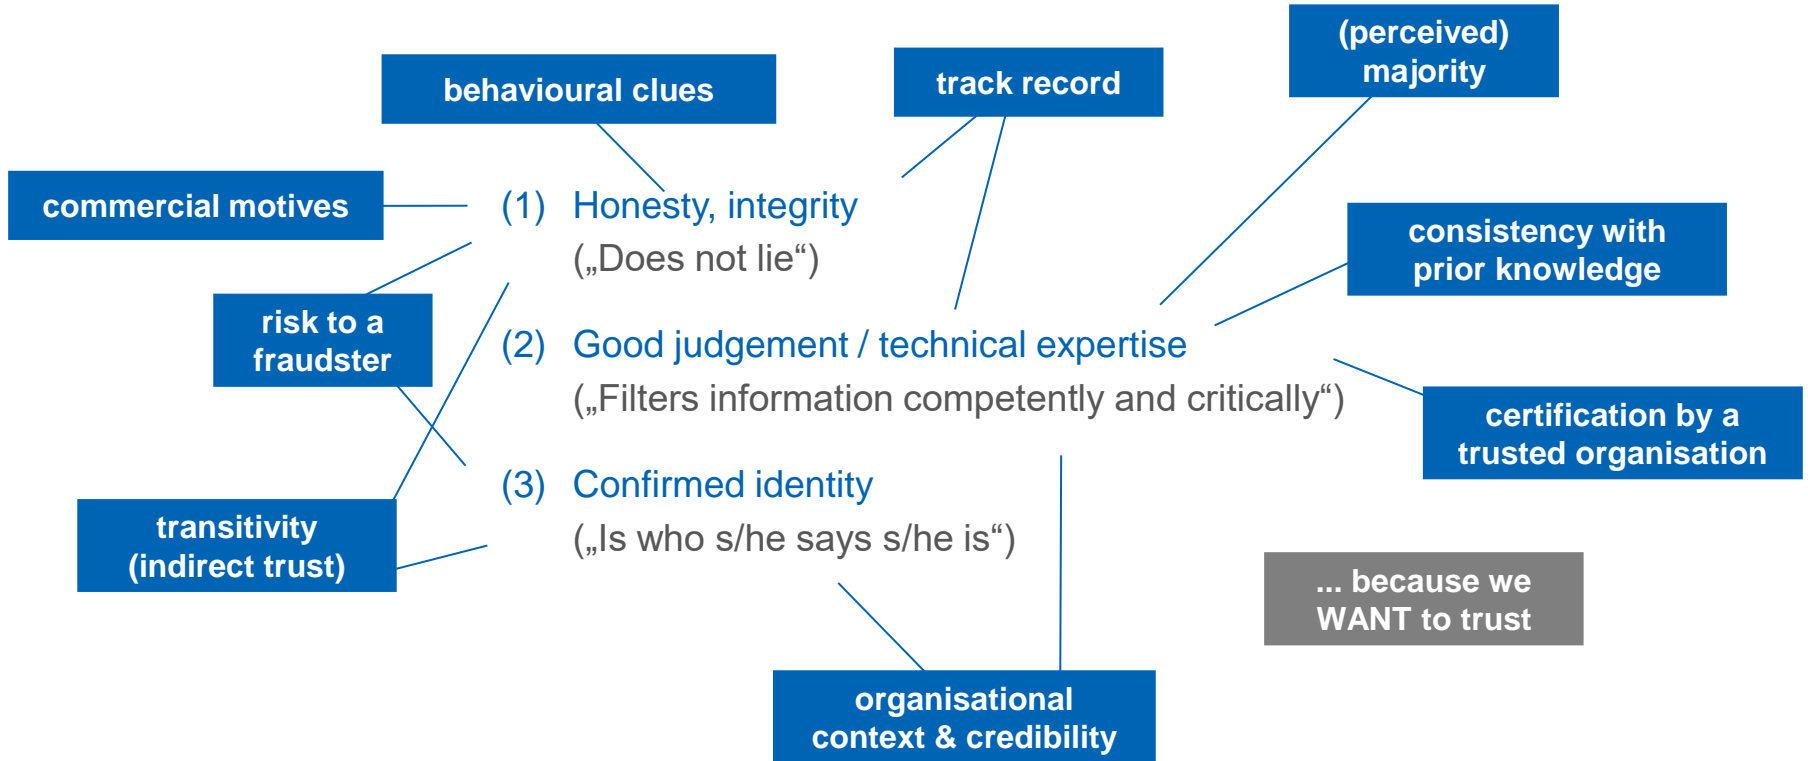 (perceived)
majority
behavioural clues
track record
commercial motives
(1) Honesty, integrity
(„Does not lie“)
consistency with
prior knowledge
risk to a
fraudster
(2) Good judgement / technical expertise
(„Filters information competently and critically“)
certification by a
trusted organisation
(3) Confirmed identity
(„Is who s/he says s/he is“)
transitivity
(indirect trust)
... because we
WANT to trust
organisational
context & credibility